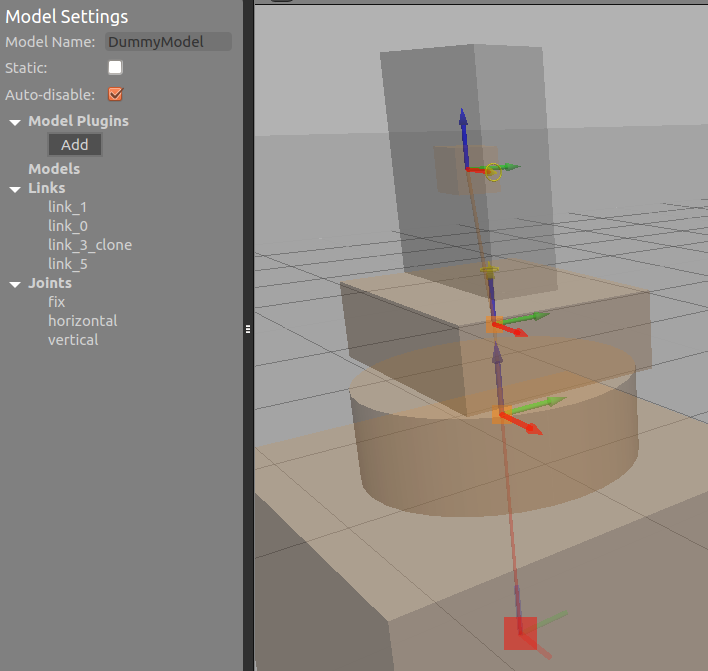 Model Settings
Model Name: DummyModel
Static:
Auto-disable:
Model Plugins
Add
Models
Links
link_1
link_0
link_3_clone
link_5
Joints
fix
horizontal
vertical